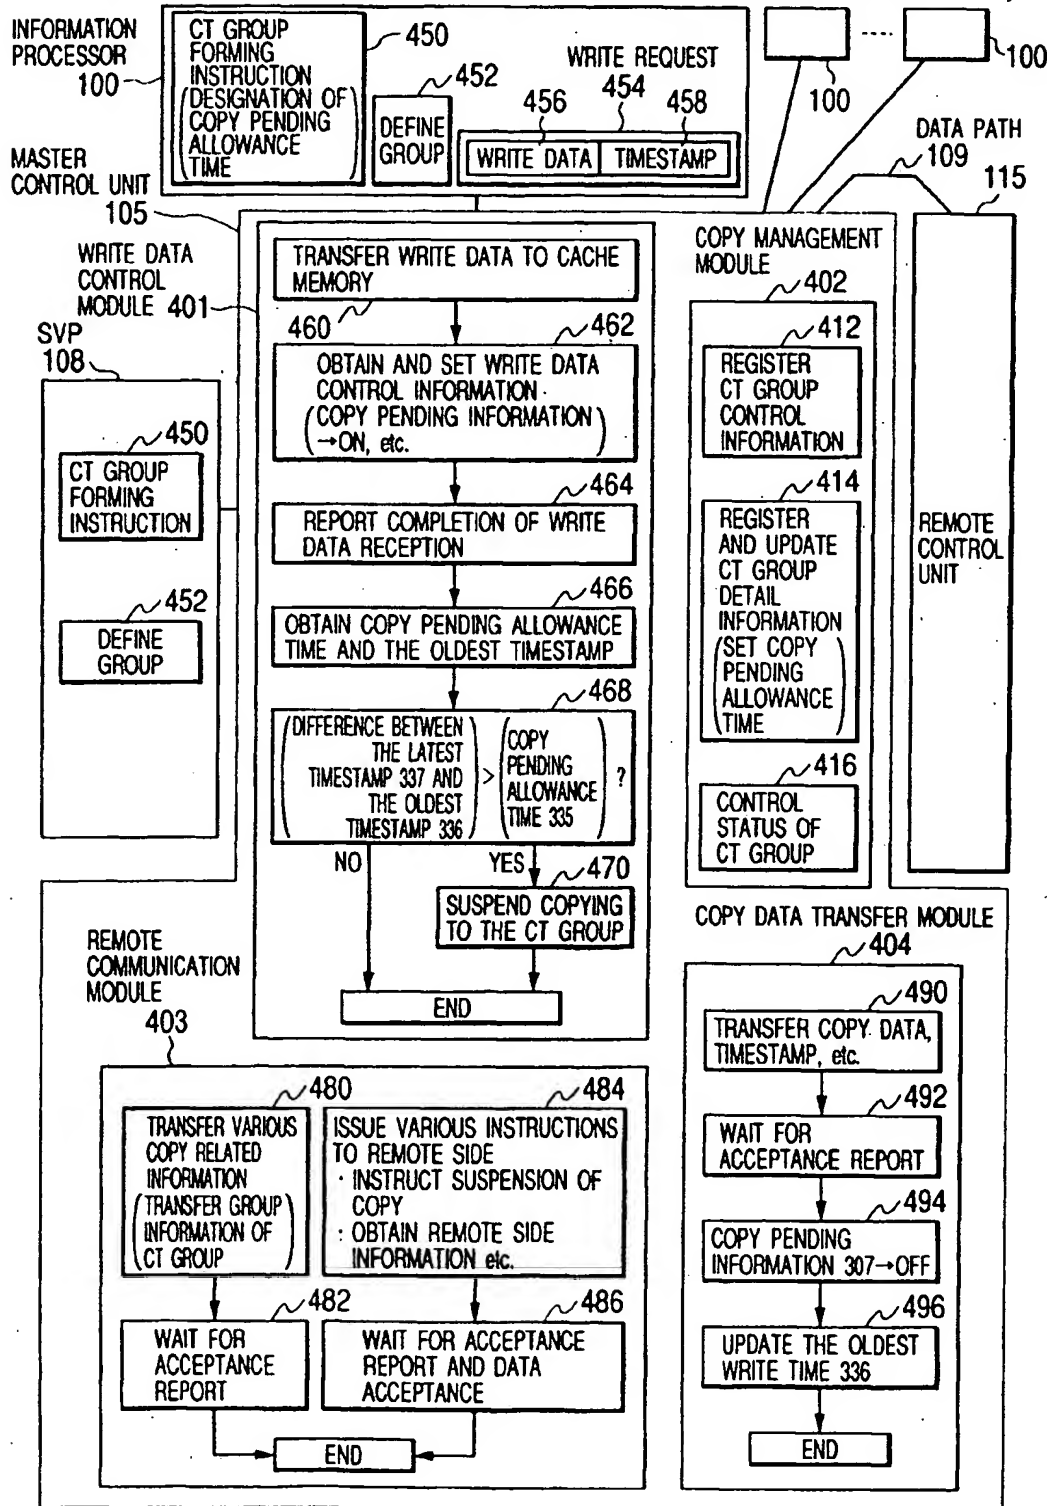 INFORMATION
PROCESSOR
100
CT GROUP
FORMING
INSTRUCTION
(DESIGNATION OF
COPY PENDING
ALLOWANCE
TIME)
450
452
DEFINE
GROUP
WRITE REQUEST
454
456
458
WRITE DATA
TIMESTAMP
100
100
DATA PATH
109
115
REMOTE
CONTROL
UNIT
MASTER
CONTROL UNIT
105
WRITE DATA
CONTROL
MODULE 401
TRANSFER WRITE DATA TO CACHE
MEMORY
460
462
OBTAIN AND SET WRITE DATA
CONTROL INFORMATION
(COPY PENDING INFORMATION
→ON, etc.)
464
REPORT COMPLETION OF WRITE
DATA RECEPTION
466
OBTAIN COPY PENDING ALLOWANCE
TIME AND THE OLDEST TIMESTAMP
468
(DIFFERENCE BETWEEN
THE LATEST
TIMESTAMP 337 AND
THE OLDEST
TIMESTAMP 336)
>
(COPY
PENDING
ALLOWANCE
TIME 335)
?
NO
YES
470
SUSPEND COPYING
TO THE CT GROUP
END
SVP
108
450
CT GROUP
FORMING
INSTRUCTION
452
DEFINE
GROUP
COPY MANAGEMENT
MODULE
402
412
REGISTER
CT GROUP
CONTROL
INFORMATION
414
REGISTER
AND UPDATE
CT GROUP
DETAIL
INFORMATION
(SET COPY
PENDING
ALLOWANCE
TIME)
416
CONTROL
STATUS OF
CT GROUP
REMOTE
COMMUNICATION
MODULE
403
480
TRANSFER VARIOUS
COPY RELATED
INFORMATION
(TRANSFER GROUP
INFORMATION OF
CT GROUP)
482
WAIT FOR
ACCEPTANCE
REPORT
484
ISSUE VARIOUS INSTRUCTIONS
TO REMOTE SIDE
· INSTRUCT SUSPENSION OF
COPY
· OBTAIN REMOTE SIDE
INFORMATION etc.
486
WAIT FOR ACCEPTANCE
REPORT AND DATA
ACCEPTANCE
END
COPY DATA TRANSFER MODULE
404
490
TRANSFER COPY DATA,
TIMESTAMP, etc.
492
WAIT FOR
ACCEPTANCE REPORT
494
COPY PENDING
INFORMATION 307→OFF
496
UPDATE THE OLDEST
WRITE TIME 336
END